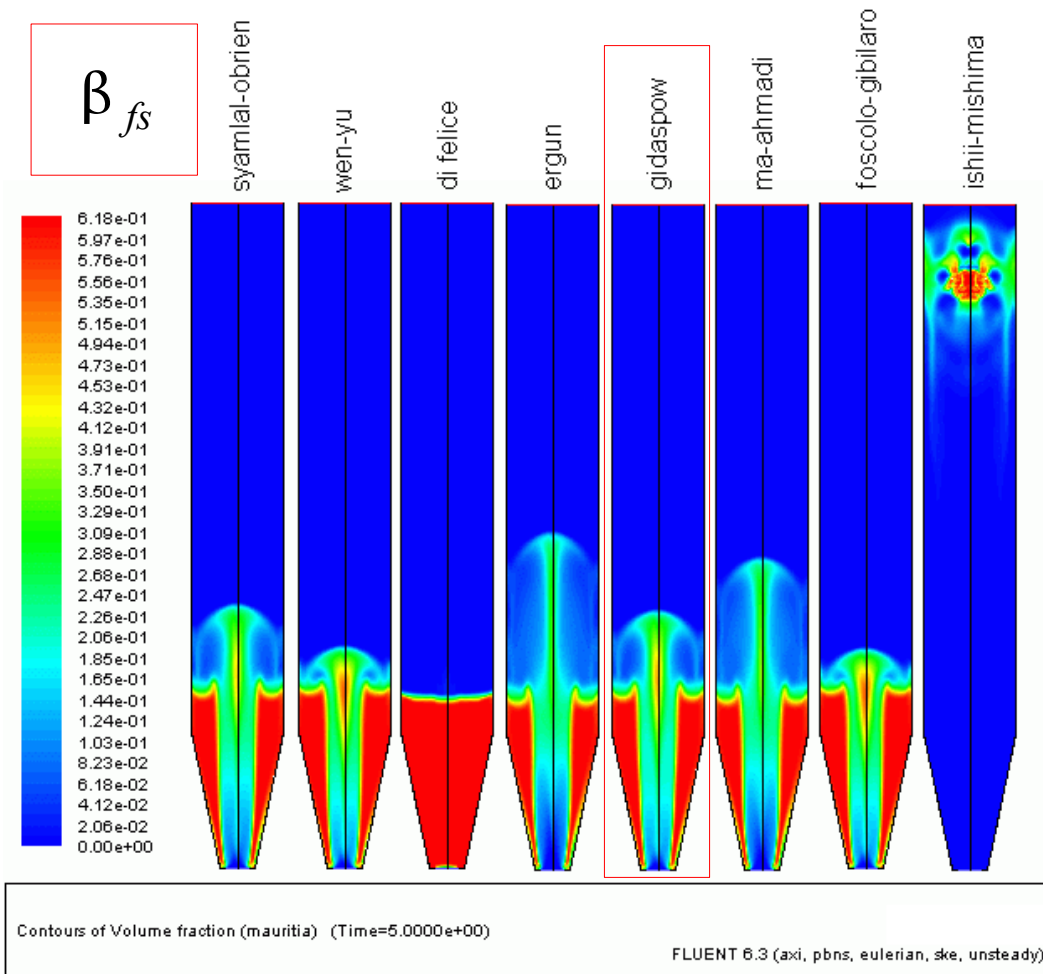 β fs
syamlal-obrien
wen-yu
di felice
ergun
gidaspow
ma-ahmadi
foscolo-gibilaro
ishii-mishima
6.18e-01
5.97e-01
5.76e-01
5.56e-01
5.35e-01
5.15e-01
4.94e-01
4.73e-01
4.53e-01
4.32e-01
4.12e-01
3.91e-01
3.71e-01
3.50e-01
3.29e-01
3.09e-01
2.88e-01
2.68e-01
2.47e-01
2.26e-01
2.06e-01
1.85e-01
1.65e-01
1.44e-01
1.24e-01
1.03e-01
8.23e-02
6.18e-02
4.12e-02
2.06e-02
0.00e+00
Contours of Volume fraction (mauritia) (Time=5.0000e+00)
FLUENT 6.3 (axi, pbns, eulerian, ske, unsteady)